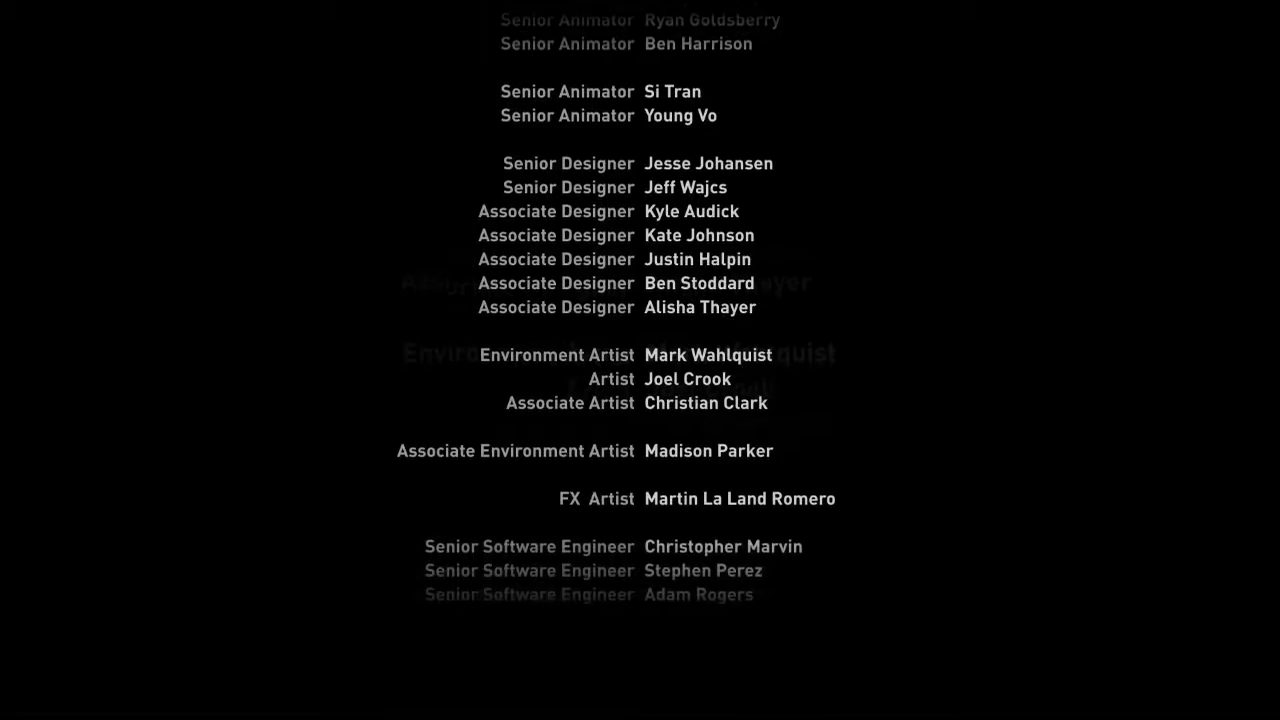 Senior Animator Ryan Goldsberry
Senior Animator Ben Harrison
Senior Animator Si Tran
Senior Animator Young Vo
Senior Designer Jesse Johansen
Senior Designer Jeff Wajcs
Associate Designer Kyle Audick
Associate Designer Kate Johnson
Associate Designer Justin Halpin
Associate Designer Ben Stoddard
Associate Designer Alisha Thayer
Environment Artist Mark Wahlquist
Artist Joel Crook
Associate Artist Christian Clark
Associate Environment Artist Madison Parker
FX Artist Martin La Land Romero
Senior Software Engineer Christopher Marvin
Senior Software Engineer Stephen Perez
Senior Software Engineer Adam Rogers